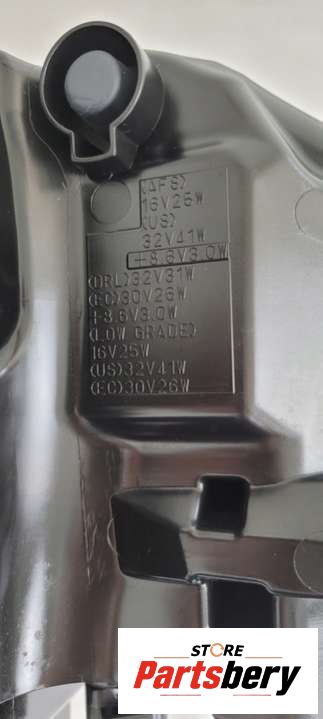 (AFS)
16V25W
(US)
32V41W
+8.6V3.0W
(DRL)32V31W
(EC)30V26W
+8.6V3.0W
(LOW GRADE)
16V25W
(US)32V41W
(EC)30V26W
STORE
Partsbery